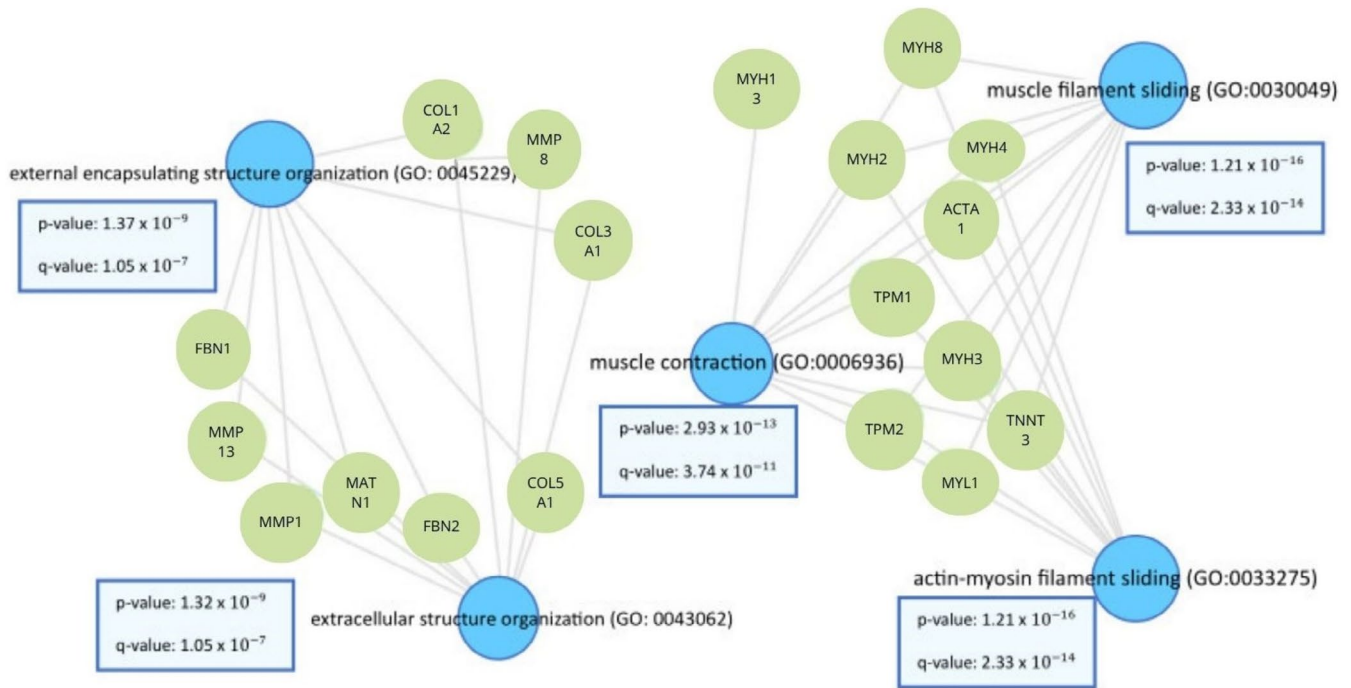 COL1
A2
MMP
8
external encapsulating structure organization (GO: 0045229)
p-value: 1.37 x 10⁻⁹
q-value: 1.05 x 10⁻⁷
COL3
A1
FBN1
MMP
13
MMP1
MAT
N1
FBN2
COL5
A1
p-value: 1.32 x 10⁻⁹
q-value: 1.05 x 10⁻⁷
extracellular structure organization (GO: 0043062)
MYH1
3
MYH8
muscle filament sliding (GO:0030049)
p-value: 1.21 x 10⁻¹⁶
q-value: 2.33 x 10⁻¹⁴
MYH2
MYH4
ACTA
1
TPM1
muscle contraction (GO:0006936)
p-value: 2.93 x 10⁻¹³
q-value: 3.74 x 10⁻¹¹
MYH3
TPM2
TNNT
3
MYL1
actin-myosin filament sliding (GO:0033275)
p-value: 1.21 x 10⁻¹⁶
q-value: 2.33 x 10⁻¹⁴